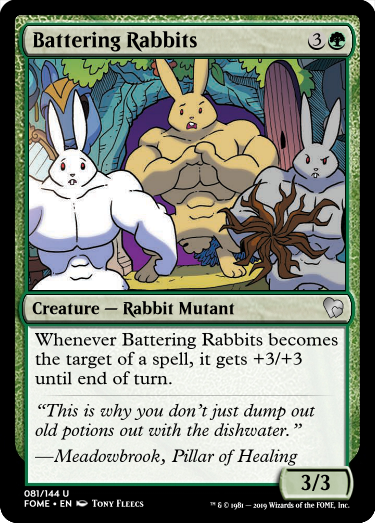 Battering Rabbits 3
Creature — Rabbit Mutant
Whenever Battering Rabbits becomes
the target of a spell, it gets +3/+3
until end of turn.
“This is why you don’t just dump out
old potions out with the dishwater.”
—Meadowbrook, Pillar of Healing
3/3
081/144 U
FOME • EN Tony Fleecs
™ & © 1981 — 2019 Wizards of the FOME, Inc.